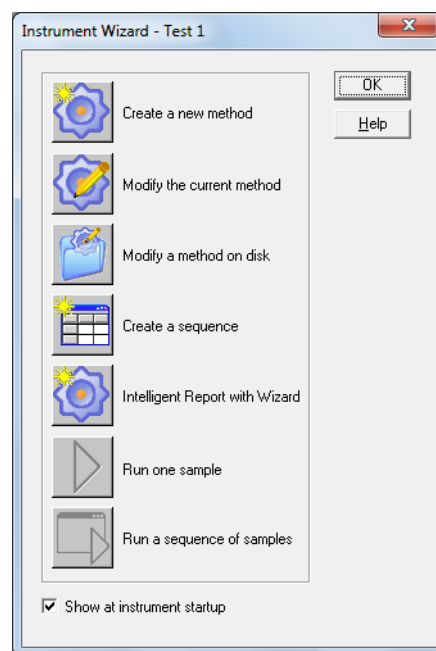 Instrument Wizard - Test 1
OK
Create a new method
Help
Modify the current method
Modify a method on disk
Create a sequence
Intelligent Report with Wizard
Run one sample
Run a sequence of samples
Show at instrument startup